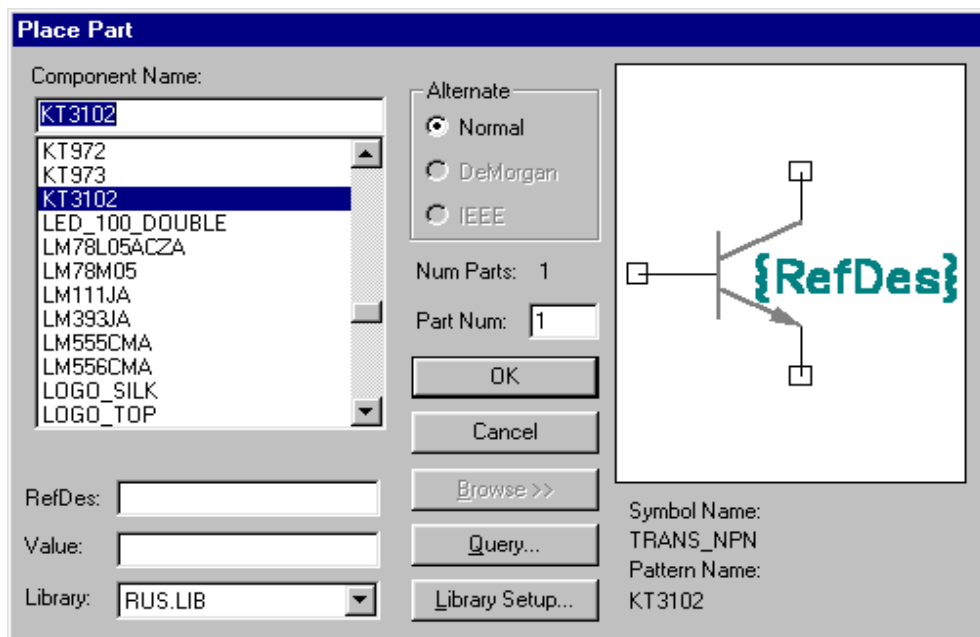 Place Part
Component Name:
KT3102
KT972
KT973
KT3102
LED_100_DOUBLE
LM78L05ACZA
LM78M05
LM111JA
LM393JA
LM555CMA
LM556CMA
LOGO_SILK
LOGO_TOP
RefDes:
Value:
Library: RUS.LIB
Alternate
Normal
DeMorgan
IEEE
Num Parts: 1
Part Num: 1
OK
Cancel
Browse >>
Query...
Library Setup...
{RefDes}
Symbol Name:
TRANS_NPN
Pattern Name:
KT3102